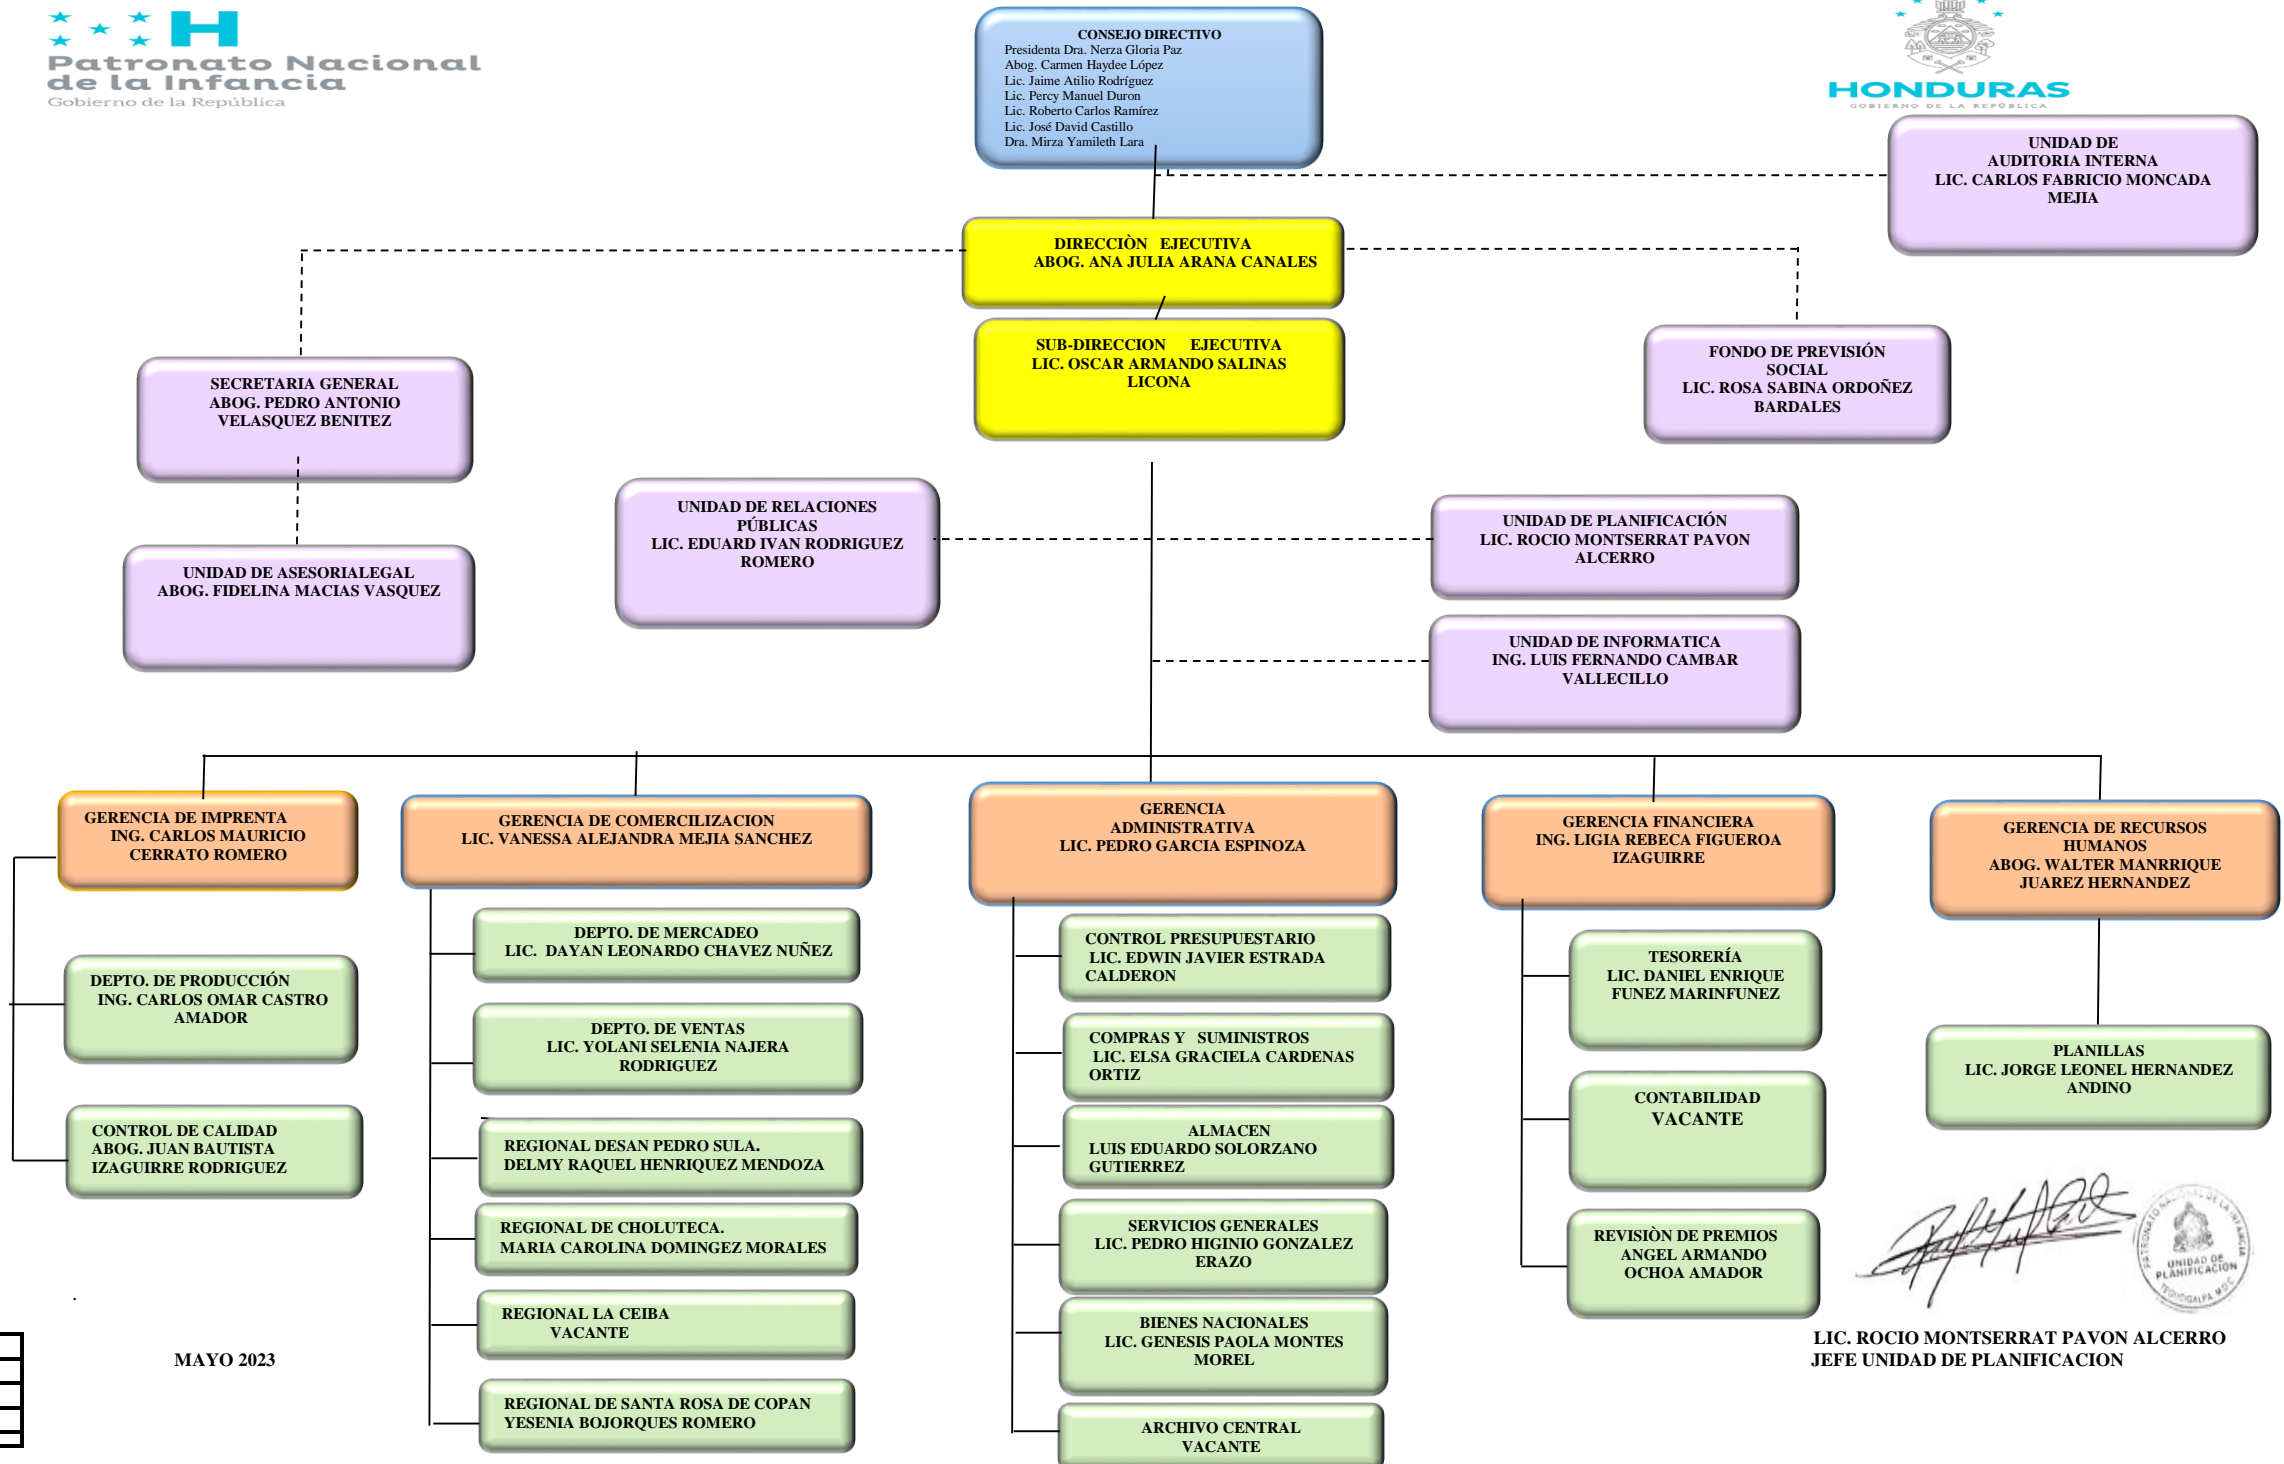 H
Patronato Nacional
de la Infancia
Gobierno de la República
CONSEJO DIRECTIVO
Presidenta Dra. Nerza Gloria Paz
Abog. Carmen Haydee López
Lic. Jaime Atilio Rodríguez
Lic. Percy Manuel Duron
Lic. Roberto Carlos Ramírez
Lic. José David Castillo
Dra. Mirza Yamileth Lara
HONDURAS
GOBIERNO DE LA REPÚBLICA
UNIDAD DE
AUDITORIA INTERNA
LIC. CARLOS FABRICIO MONCADA
MEJIA
DIRECCIÒN EJECUTIVA
ABOG. ANA JULIA ARANA CANALES
SUB-DIRECCION EJECUTIVA
LIC. OSCAR ARMANDO SALINAS
LICONA
FONDO DE PREVISIÓN
SOCIAL
LIC. ROSA SABINA ORDOÑEZ
BARDALES
SECRETARIA GENERAL
ABOG. PEDRO ANTONIO
VELASQUEZ BENITEZ
UNIDAD DE ASESORIALEGAL
ABOG. FIDELINA MACIAS VASQUEZ
UNIDAD DE RELACIONES
PÚBLICAS
LIC. EDUARD IVAN RODRIGUEZ
ROMERO
UNIDAD DE PLANIFICACIÓN
LIC. ROCIO MONTSERRAT PAVON
ALCERRO
UNIDAD DE INFORMATICA
ING. LUIS FERNANDO CAMBAR
VALLECILLO
GERENCIA DE IMPRENTA
ING. CARLOS MAURICIO
CERRATO ROMERO
DEPTO. DE PRODUCCIÓN
ING. CARLOS OMAR CASTRO
AMADOR
CONTROL DE CALIDAD
ABOG. JUAN BAUTISTA
IZAGUIRRE RODRIGUEZ
GERENCIA DE COMERCILIZACION
LIC. VANESSA ALEJANDRA MEJIA SANCHEZ
DEPTO. DE MERCADEO
LIC. DAYAN LEONARDO CHAVEZ NUÑEZ
DEPTO. DE VENTAS
LIC. YOLANI SELENIA NAJERA
RODRIGUEZ
REGIONAL DESAN PEDRO SULA.
DELMY RAQUEL HENRIQUEZ MENDOZA
REGIONAL DE CHOLUTECA.
MARIA CAROLINA DOMINGEZ MORALES
REGIONAL LA CEIBA
VACANTE
REGIONAL DE SANTA ROSA DE COPAN
YESENIA BOJORQUES ROMERO
GERENCIA
ADMINISTRATIVA
LIC. PEDRO GARCIA ESPINOZA
CONTROL PRESUPUESTARIO
LIC. EDWIN JAVIER ESTRADA
CALDERON
COMPRAS Y SUMINISTROS
LIC. ELSA GRACIELA CARDENAS
ORTIZ
ALMACEN
LUIS EDUARDO SOLORZANO
GUTIERREZ
SERVICIOS GENERALES
LIC. PEDRO HIGINIO GONZALEZ
ERAZO
BIENES NACIONALES
LIC. GENESIS PAOLA MONTES
MOREL
ARCHIVO CENTRAL
VACANTE
GERENCIA FINANCIERA
ING. LIGIA REBECA FIGUEROA
IZAGUIRRE
TESORERÍA
LIC. DANIEL ENRIQUE
FUNEZ MARINFUNEZ
CONTABILIDAD
VACANTE
REVISIÒN DE PREMIOS
ANGEL ARMANDO
OCHOA AMADOR
GERENCIA DE RECURSOS
HUMANOS
ABOG. WALTER MANRRIQUE
JUAREZ HERNANDEZ
PLANILLAS
LIC. JORGE LEONEL HERNANDEZ
ANDINO
PATRONATO NACIONAL DE LA INFANCIA
UNIDAD DE
PLANIFICACION
TEGUCIGALPA M.D.C
LIC. ROCIO MONTSERRAT PAVON ALCERRO
JEFE UNIDAD DE PLANIFICACION
.
MAYO 2023